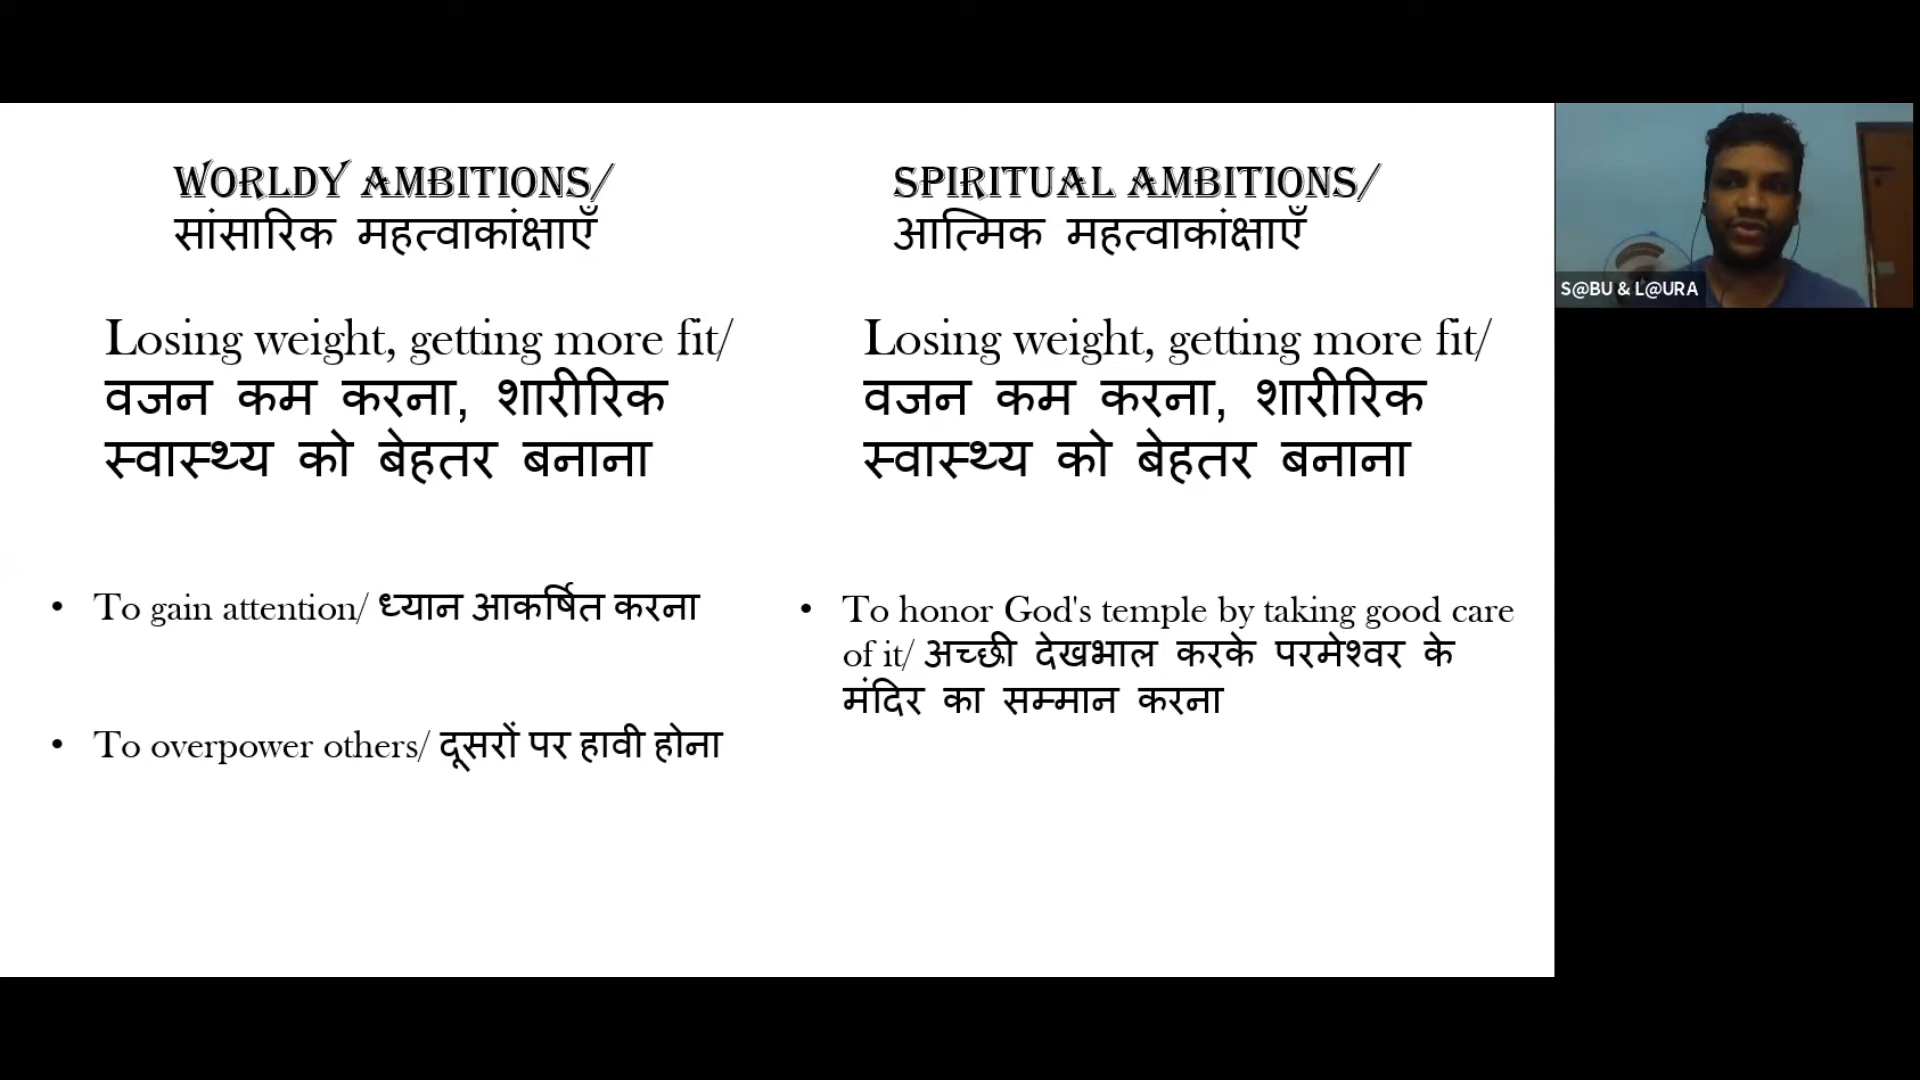 WORLDY AMBITIONS/
सांसारिक महत्वाकांक्षाएँ
Losing weight, getting more fit/
वजन कम करना, शारीरिक
स्वास्थ्य को बेहतर बनाना
• To gain attention/ ध्यान आकर्षित करना
• To overpower others/ दूसरों पर हावी होना
SPIRITUAL AMBITIONS/
आत्मिक महत्वाकांक्षाएँ
Losing weight, getting more fit/
वजन कम करना, शारीरिक
स्वास्थ्य को बेहतर बनाना
• To honor God's temple by taking good care
of it/ अच्छी देखभाल करके परमेश्वर के
मंदिर का सम्मान करना
S@BU & L@URA